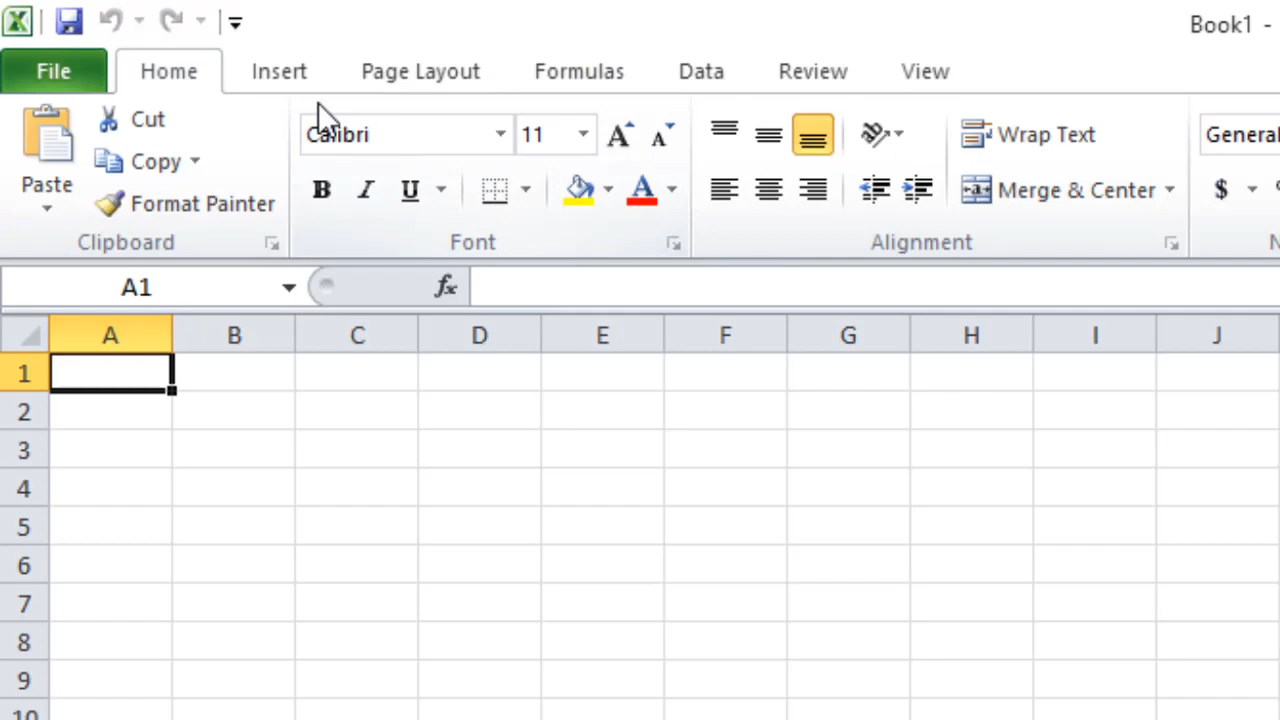 Book1 -
File Home Insert Page Layout Formulas Data Review View
Paste
Cut
Copy
Format Painter
Clipboard
Calibri 11
B I U
Font
Wrap Text
Merge & Center
Alignment
General
$
A1 fx
A B C D E F G H I J
1
2
3
4
5
6
7
8
9
10